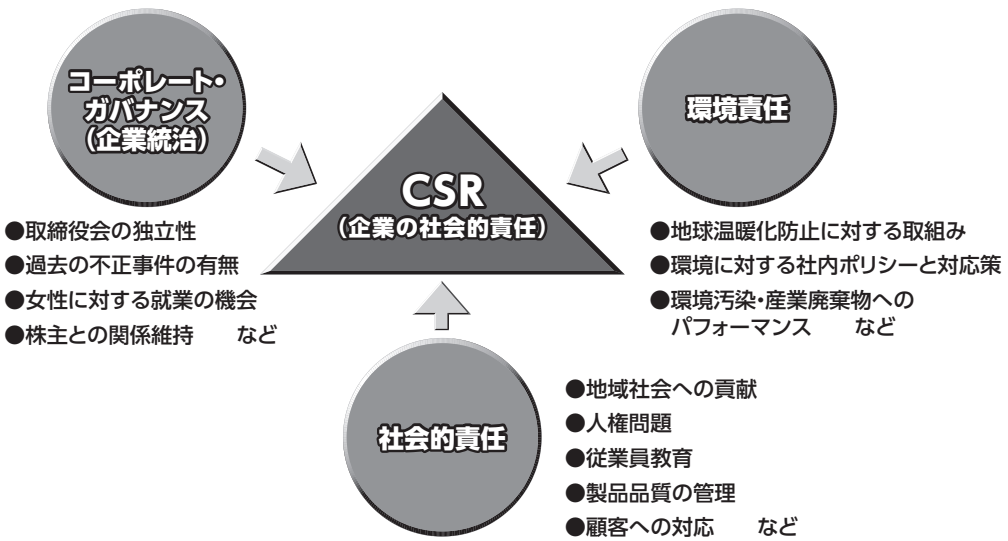 コーポレート・
ガバナンス
(企業統治)
●取締役会の独立性
●過去の不正事件の有無
●女性に対する就業の機会
●株主との関係維持　など
CSR
(企業の社会的責任)
環境責任
●地球温暖化防止に対する取組み
●環境に対する社内ポリシーと対応策
●環境汚染・産業廃棄物への
パフォーマンス　など
社会的責任
●地域社会への貢献
●人権問題
●従業員教育
●製品品質の管理
●顧客への対応　など